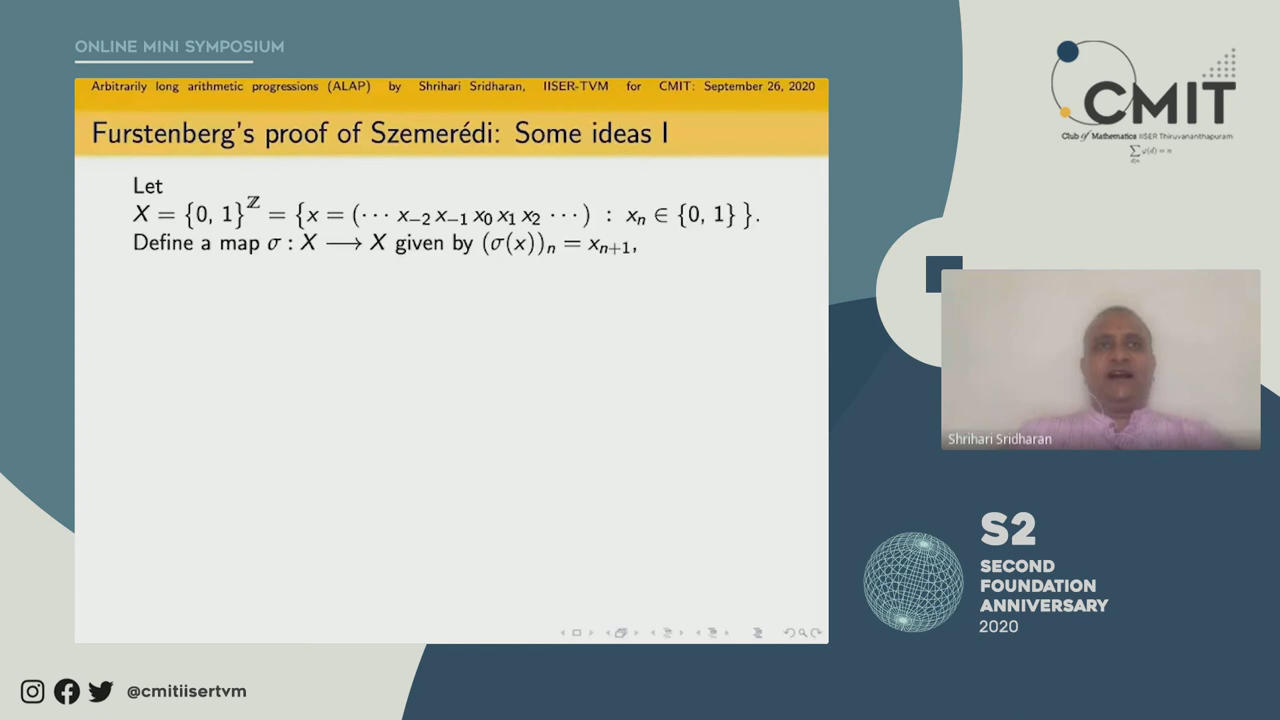 ONLINE MINI SYMPOSIUM
Arbitrarily long arithmetic progressions (ALAP) by Shrihari Sridharan, IISER-TVM for CMIT: September 26, 2020
Furstenberg's proof of Szemerédi: Some ideas I
Let
X = {0, 1}^ℤ = {x = (⋯ x₋₂ x₋₁ x₀ x₁ x₂ ⋯) : xₙ ∈ {0, 1} }.
Define a map σ : X ⟶ X given by (σ(x))ₙ = xₙ₊₁,
CMIT
Club of Mathematics IISER Thiruvananthapuram
∑ φ(d) = n
d|n
Shrihari Sridharan
S2
SECOND
FOUNDATION
ANNIVERSARY
2020
@cmitiisertvm